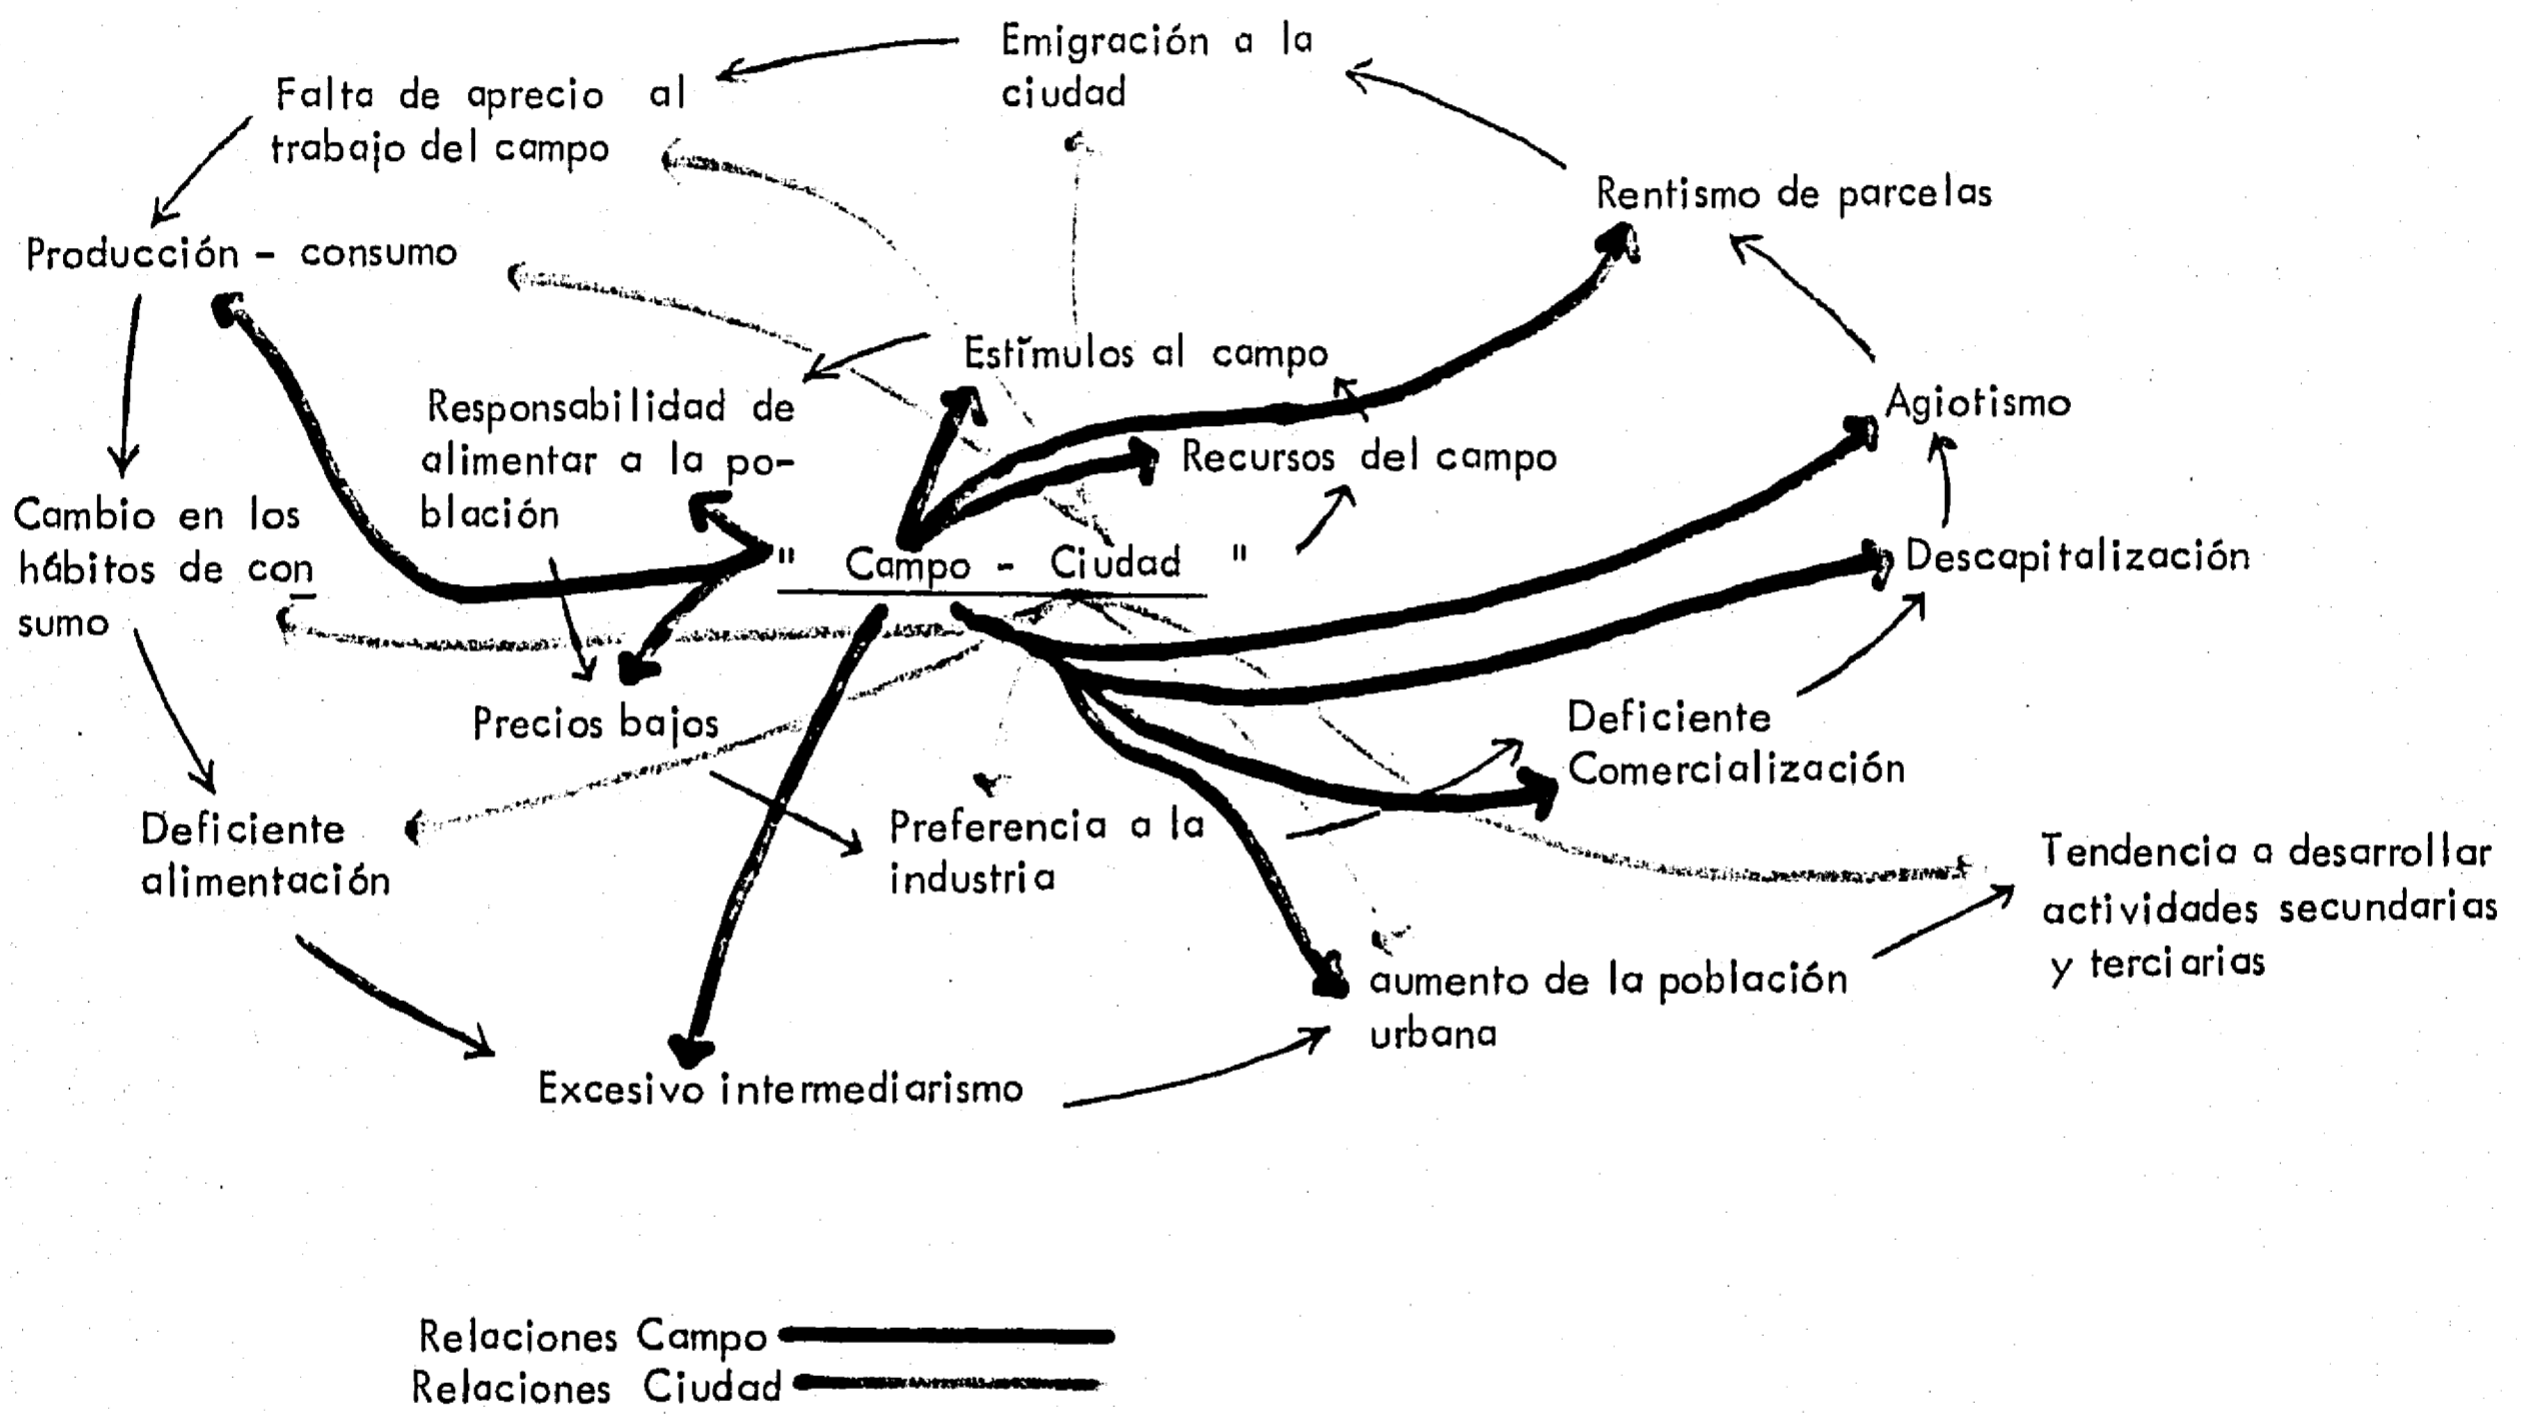 Emigración a la
ciudad
Falta de aprecio al
trabajo del campo
Rentismo de parcelas
Producción - consumo
Estímulos al campo
Responsabilidad de
alimentar a la po-
blación
Agiotismo
Recursos del campo
Cambio en los
hábitos de con
sumo
" Campo - Ciudad "
Descapitalización
Precios bajos
Deficiente
Comercialización
Deficiente
alimentación
Preferencia a la
industria
Tendencia a desarrollar
actividades secundarias
y terciarias
aumento de la población
urbana
Excesivo intermediarismo
Relaciones Campo
Relaciones Ciudad